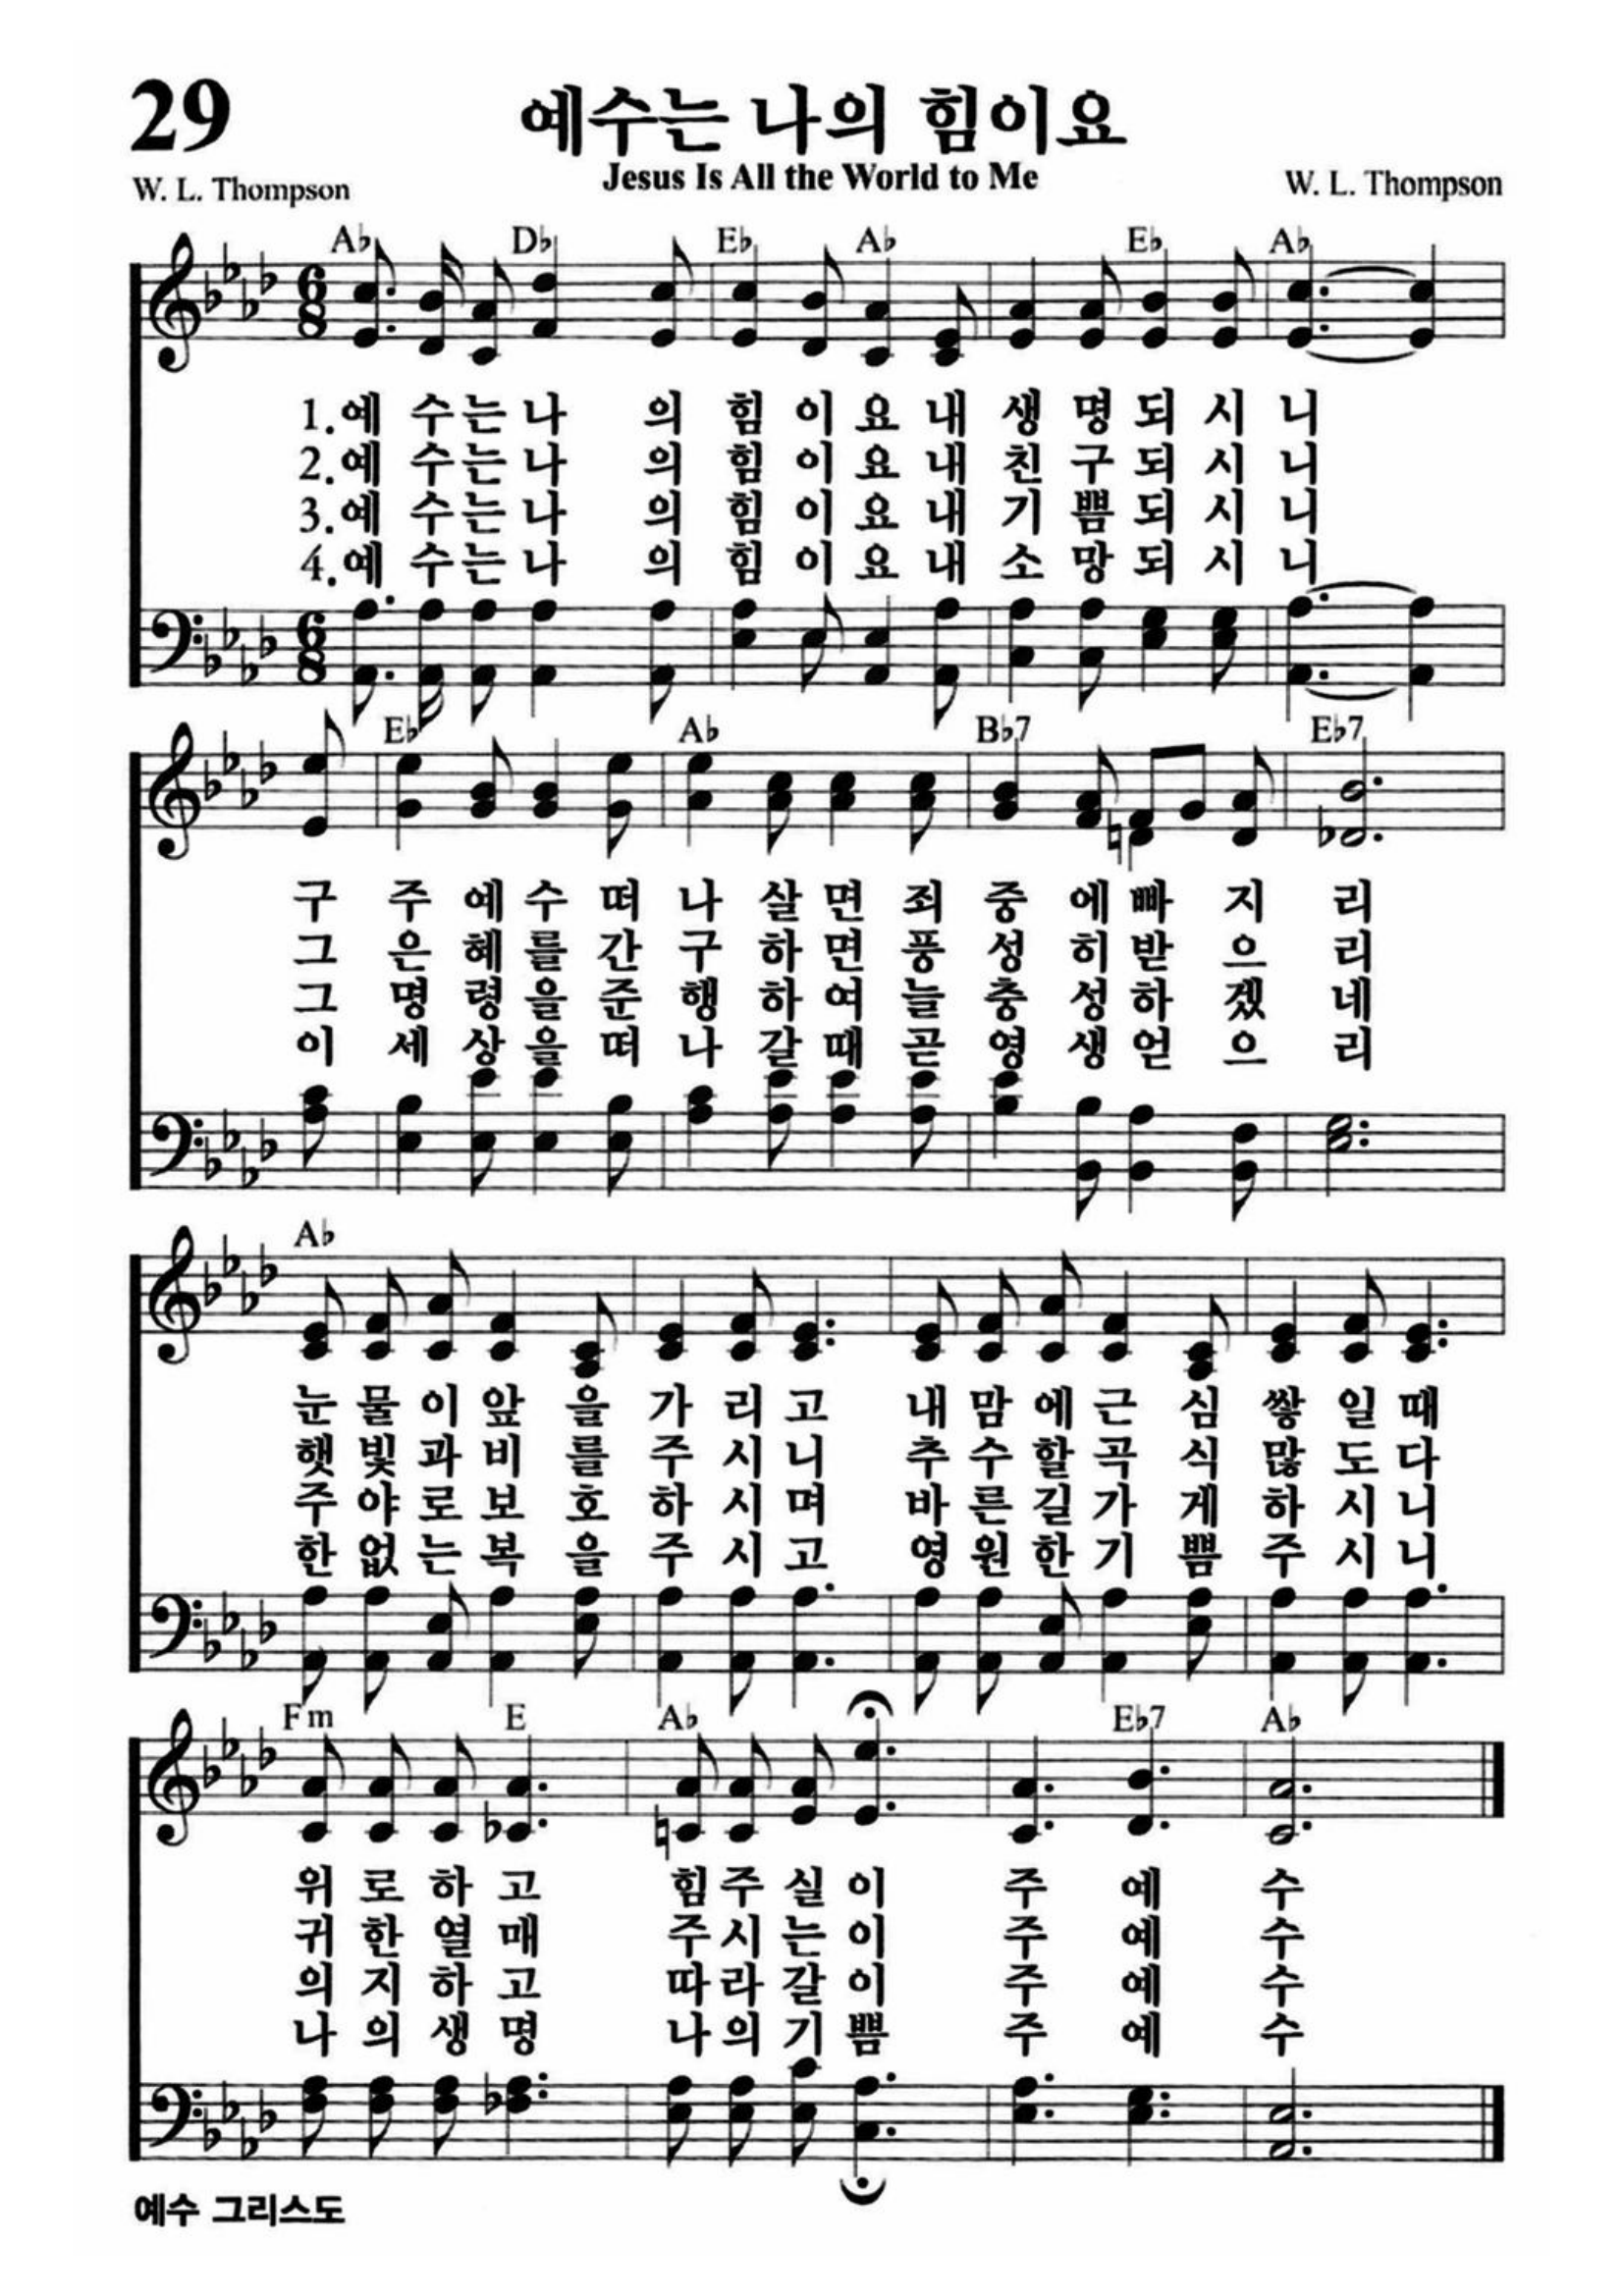 29
예수는 나의 힘이요
Jesus Is All the World to Me
W. L. Thompson
W. L. Thompson
A♭ D♭ E♭ A♭ E♭ A♭
1.예 수는 나 의 힘 이 요 내 생 명 되 시 니
2.예 수는 나 의 힘 이 요 내 친 구 되 시 니
3.예 수는 나 의 힘 이 요 내 기 쁨 되 시 니
4.예 수는 나 의 힘 이 요 내 소 망 되 시 니
E♭ A♭ B♭7 E♭7
구 주 예 수 떠 나 살 면 죄 중 에 빠 지 리
그 은 혜 를 간 구 하 면 풍 성 히 받 으 리
그 명 령 을 준 행 하 여 늘 충 성 하 겠 네
이 세 상 을 떠 나 갈 때 곧 영 생 얻 으 리
A♭
눈 물 이 앞 을 가 리 고 내 맘 에 근 심 쌓 일 때
햇 빛 과 비 를 주 시 니 추 수 할 곡 식 많 도 다
주 야 로 보 호 하 시 며 바 른 길 가 게 하 시 니
한 없 는 복 을 주 시 고 영 원 한 기 쁨 주 시 니
Fm E A♭ E♭7 A♭
위 로 하 고 힘 주 실 이 주 예 수
귀 한 열 매 주 시 는 이 주 예 수
의 지 하 고 따 라 갈 이 주 예 수
나 의 생 명 나 의 기 쁨 주 예 수
예수 그리스도